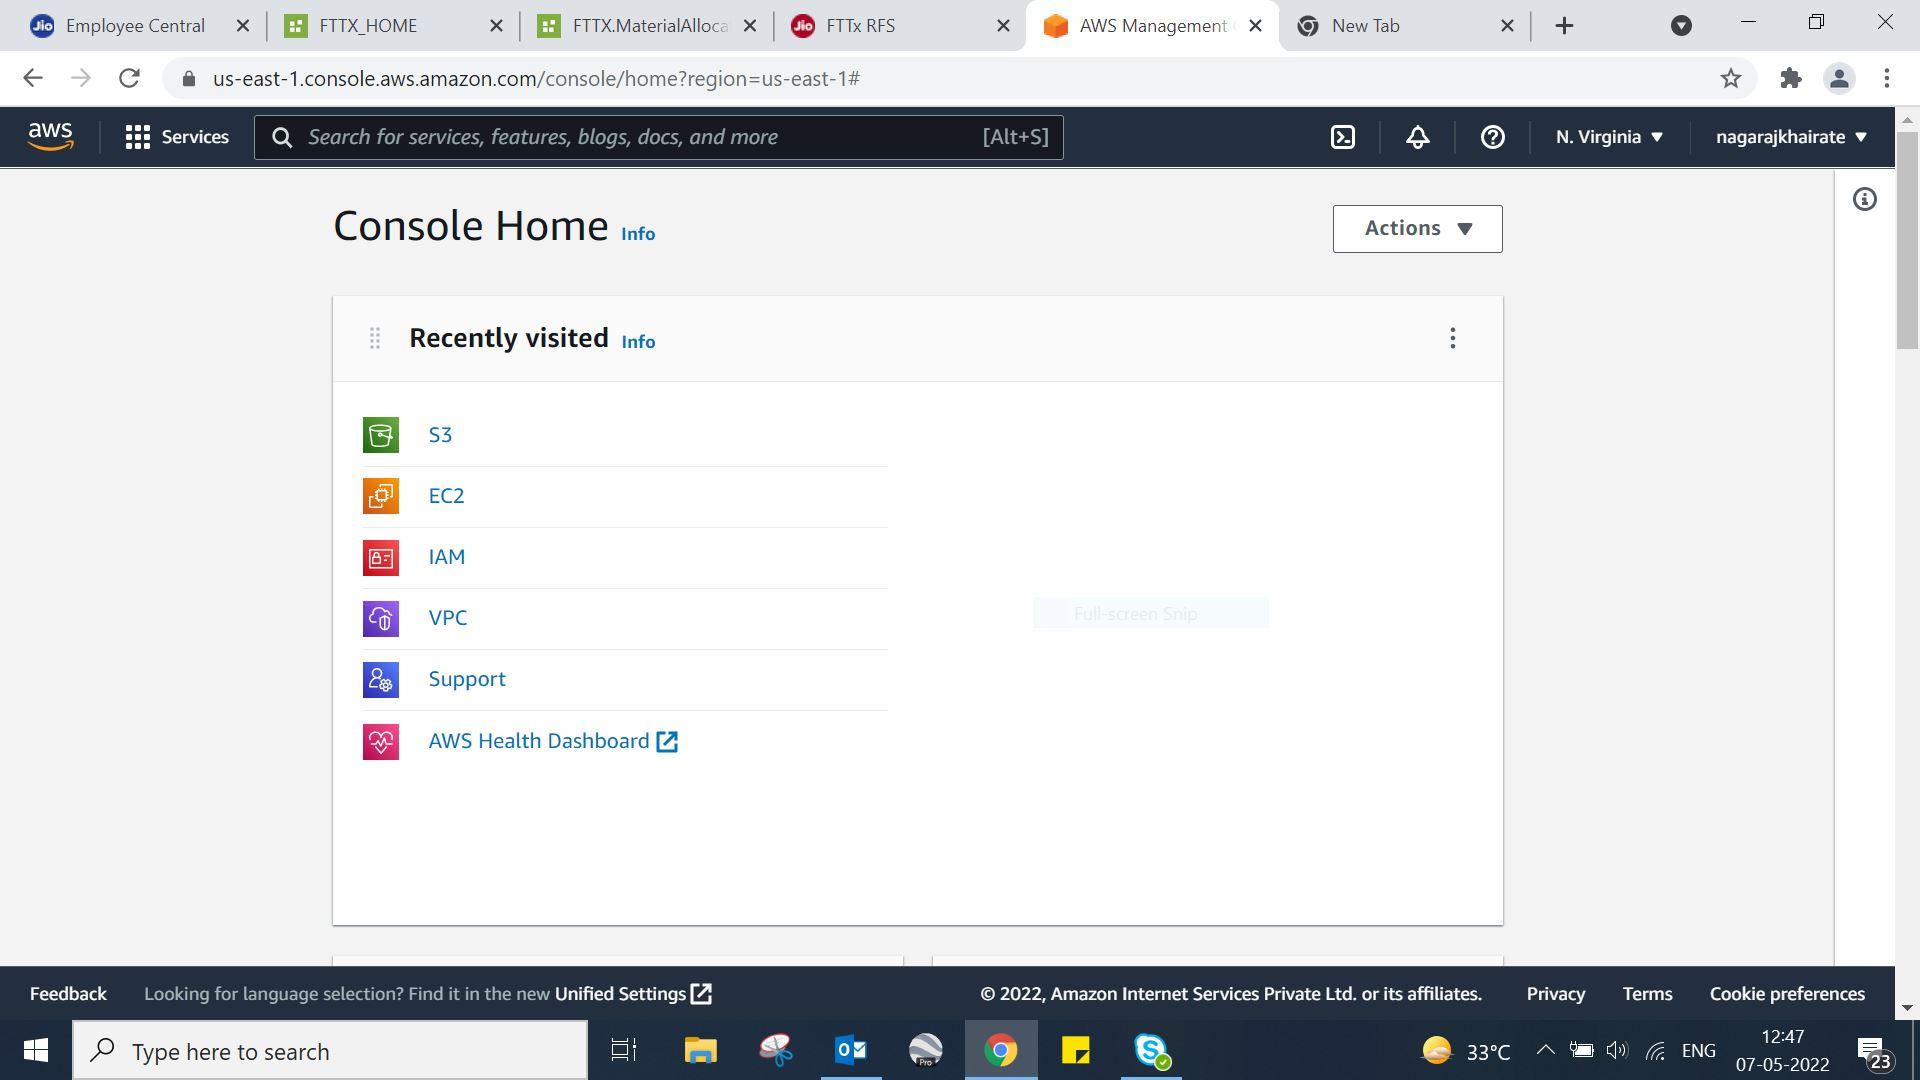 Jio Employee Central FTTX_HOME FTTX.MaterialAlloca Jio FTTx RFS AWS Management New Tab
us-east-1.console.aws.amazon.com/console/home?region=us-east-1#
aws Services Search for services, features, blogs, docs, and more [Alt+S] N. Virginia nagarajkhairate
Console Home Info
Actions
Recently visited Info
S3
EC2
IAM
VPC
Full-screen Snip
Support
AWS Health Dashboard
Feedback Looking for language selection? Find it in the new Unified Settings © 2022, Amazon Internet Services Private Ltd. or its affiliates. Privacy Terms Cookie preferences
Type here to search Pro 33°C ENG 12:47
07-05-2022 23